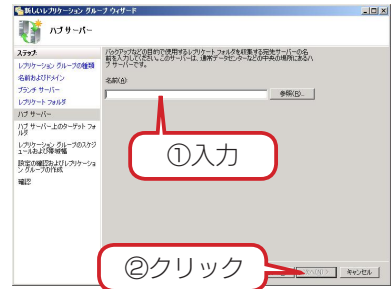 新しいレプリケーション グループ ウィザード
ハブ サーバー
ステップ:
レプリケーション グループの種類
名前およびドメイン
ブランチ サーバー
レプリケート フォルダ
ハブ サーバー
ハブ サーバー上のターゲット フォ
ルダ
レプリケーション グループのスケジ
ュールおよび帯域幅
設定の確認およびレプリケーショ
ン グループの作成
確認
バックアップなどの目的で使用するレプリケート フォルダを収集する宛先サーバーの名
前を入力してください。このサーバーは、通常データセンターなどの中央の場所にあるハ
ブ サーバーです。
名前(A):
参照(R)...
①入力
②クリック
次へ(N) >
キャンセル